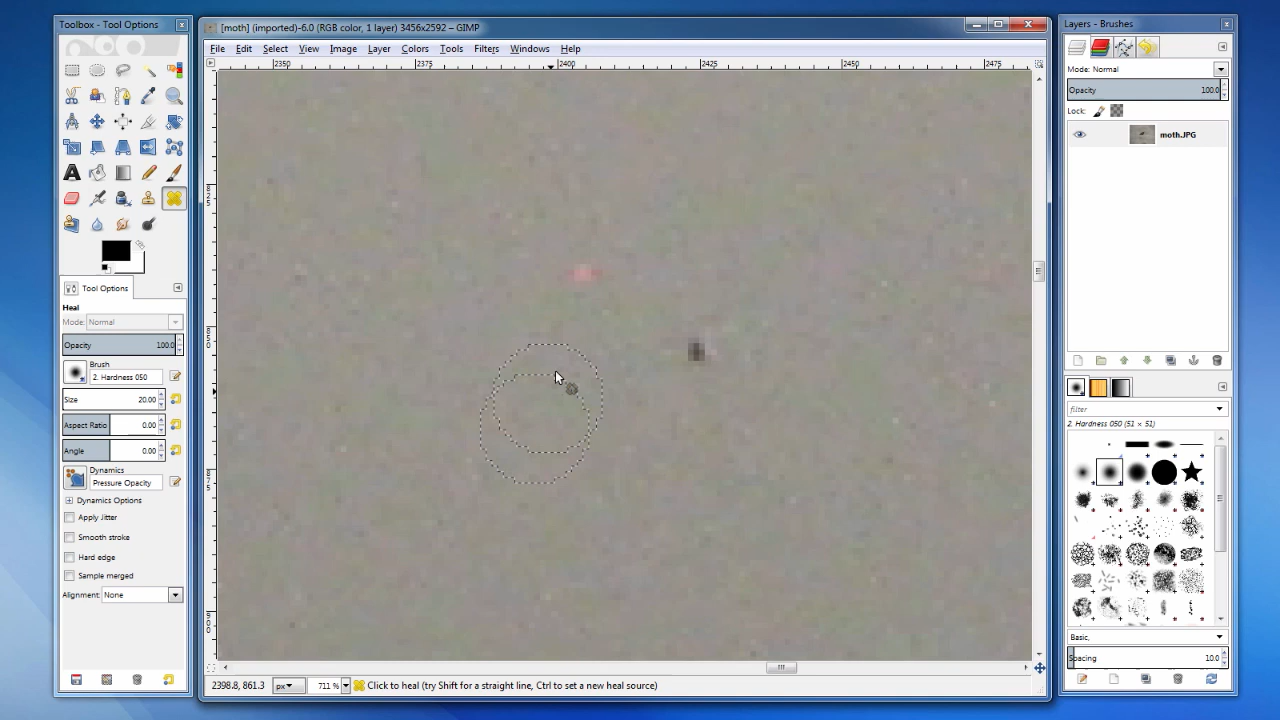 Toolbox - Tool Options
[moth] (imported)-6.0 (RGB color, 1 layer) 3456x2592 – GIMP
Layers - Brushes
File Edit Select View Image Layer Colors Tools Filters Windows Help
2350 2375 2400 2425 2450 2475
825
850
875
900
Tool Options
Heal
Mode: Normal
Opacity 100.0
Brush
2. Hardness 050
Size 20.00
Aspect Ratio 0.00
Angle 0.00
Dynamics
Pressure Opacity
Dynamics Options
Apply Jitter
Smooth stroke
Hard edge
Sample merged
Alignment: None
2398.8, 861.3 px 711 % Click to heal (try Shift for a straight line, Ctrl to set a new heal source)
Mode: Normal
Opacity 100.0
Lock:
moth.JPG
filter
2. Hardness 050 (51 × 51)
Basic,
Spacing 10.0